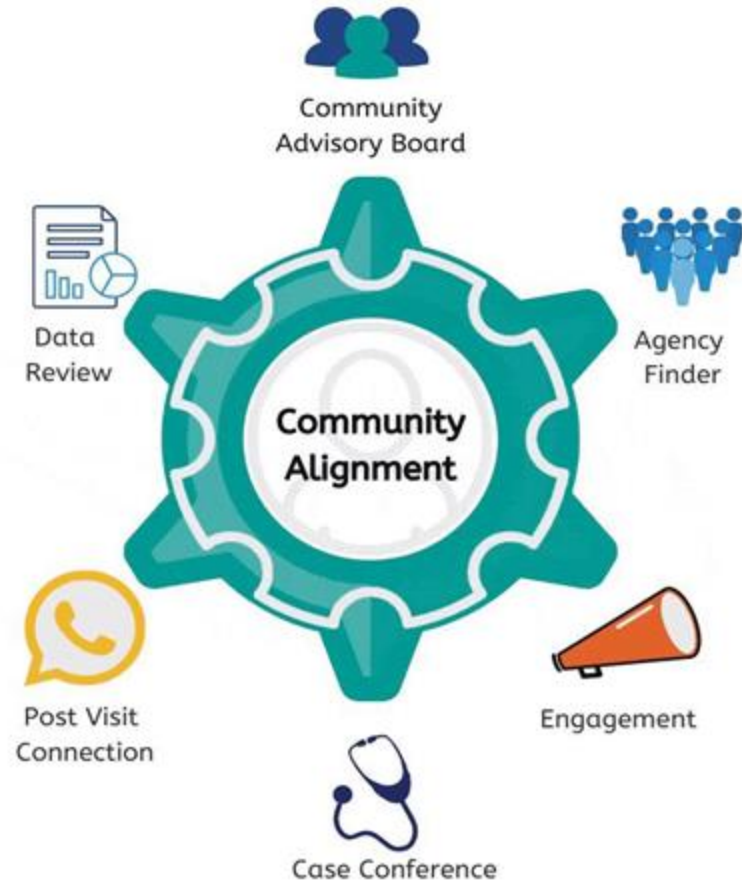 Community
Advisory Board
Agency
Finder
Engagement
Case Conference
Post Visit
Connection
Data
Review
Community
Alignment